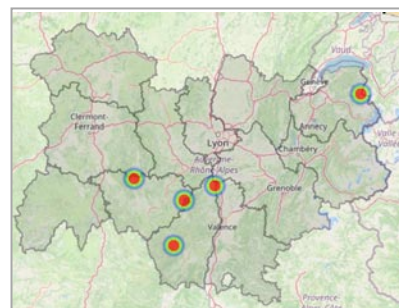 Vaud
Genève
Clermont-
Ferrand
Annecy
Lyon
Chambéry
Auvergne-
Rhône-Alpes
Grenoble
Valence
Provence-